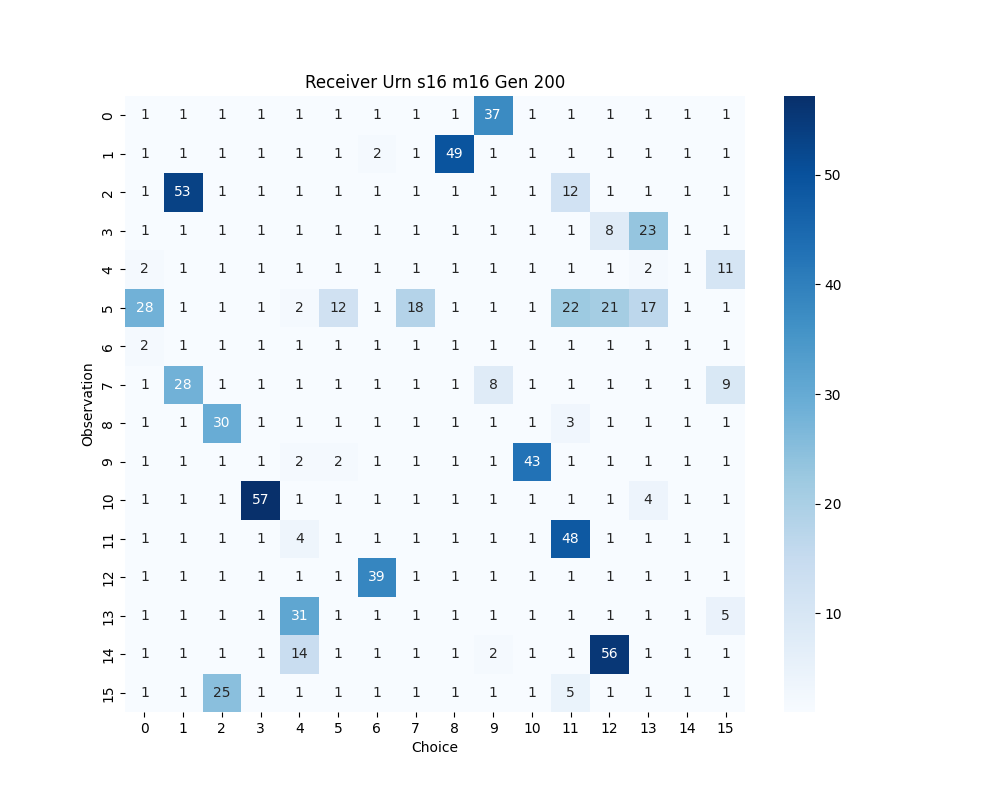 Receiver Urn s16 m16 Gen 200
0 1 1 1 1 1 1 1 1 1 37 1 1 1 1 1 1
1 1 1 1 1 1 1 2 1 49 1 1 1 1 1 1 1
2 1 53 1 1 1 1 1 1 1 1 1 12 1 1 1 1
3 1 1 1 1 1 1 1 1 1 1 1 1 8 23 1 1
4 2 1 1 1 1 1 1 1 1 1 1 1 1 2 1 11
5 28 1 1 1 2 12 1 18 1 1 1 22 21 17 1 1
6 2 1 1 1 1 1 1 1 1 1 1 1 1 1 1 1
7 1 28 1 1 1 1 1 1 1 8 1 1 1 1 1 9
8 1 1 30 1 1 1 1 1 1 1 1 3 1 1 1 1
9 1 1 1 1 2 2 1 1 1 1 43 1 1 1 1 1
10 1 1 1 57 1 1 1 1 1 1 1 1 1 4 1 1
11 1 1 1 1 4 1 1 1 1 1 1 48 1 1 1 1
12 1 1 1 1 1 1 39 1 1 1 1 1 1 1 1 1
13 1 1 1 1 31 1 1 1 1 1 1 1 1 1 1 5
14 1 1 1 1 14 1 1 1 1 2 1 1 56 1 1 1
15 1 1 25 1 1 1 1 1 1 1 1 5 1 1 1 1
0 1 2 3 4 5 6 7 8 9 10 11 12 13 14 15
Choice
Observation
50
40
30
20
10